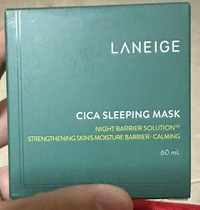 LANEIGE
CICA SLEEPING MASK
NIGHT BARRIER SOLUTION™
STRENGTHENING SKIN'S MOISTURE BARRIER · CALMING
60 mL